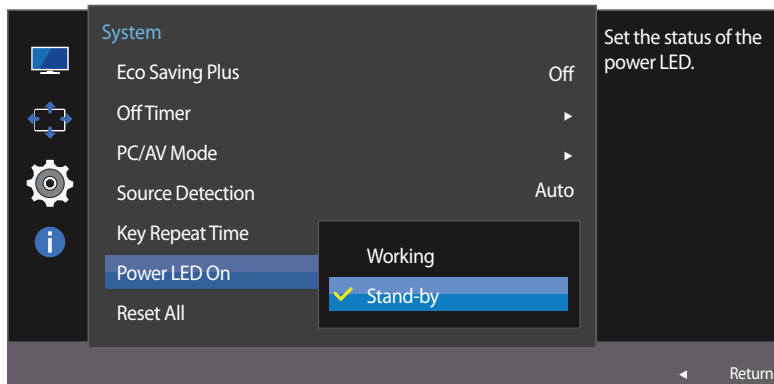 System
Eco Saving Plus Off
Off Timer ▸
PC/AV Mode ▸
Source Detection Auto
Key Repeat Time
Power LED On
Reset All
Working
Stand-by
Set the status of the
power LED.
◂ Return